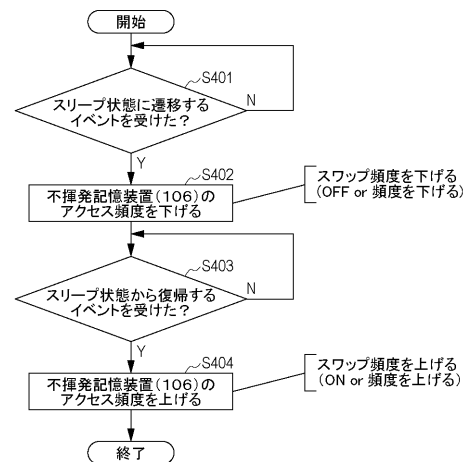 開始
S401
スリープ状態に遷移する
イベントを受けた?
N
Y
S402
不揮発記憶装置(106)の
アクセス頻度を下げる
スワップ頻度を下げる
(OFF or 頻度を下げる)
S403
スリープ状態から復帰する
イベントを受けた?
N
Y
S404
不揮発記憶装置(106)の
アクセス頻度を上げる
スワップ頻度を上げる
(ON or 頻度を上げる)
終了